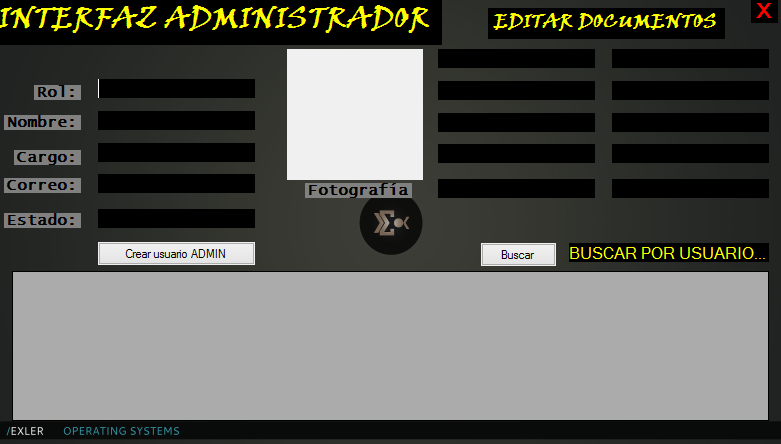 INTERFAZ ADMINISTRADOR
EDITAR DOCUMENTOS
X
Rol:
Nombre:
Cargo:
Correo:
Fotografía
Estado:
Crear usuario ADMIN
Buscar
BUSCAR POR USUARIO...
/EXLER OPERATING SYSTEMS